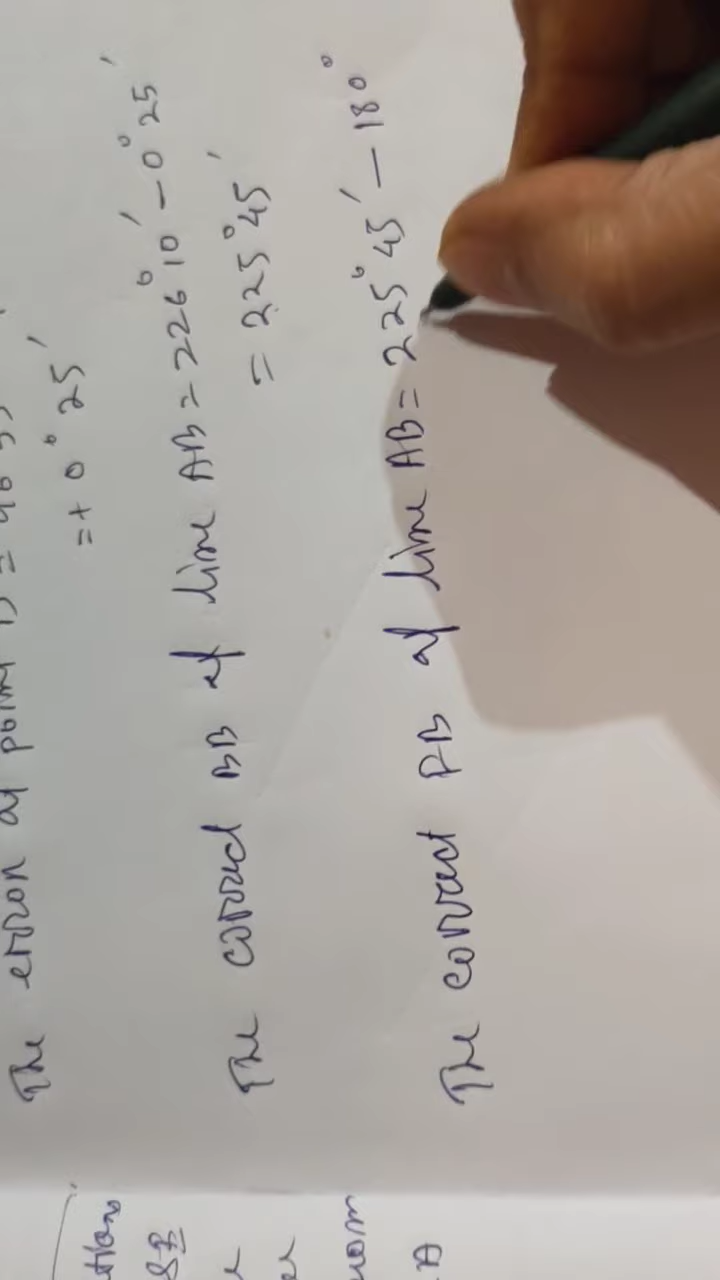 The error at point B =
= + 0° 25'
The correct BB of line AB = 226° 10' - 0° 25'
= 225° 45'
The correct FB of line AB = 225° 45' - 180°